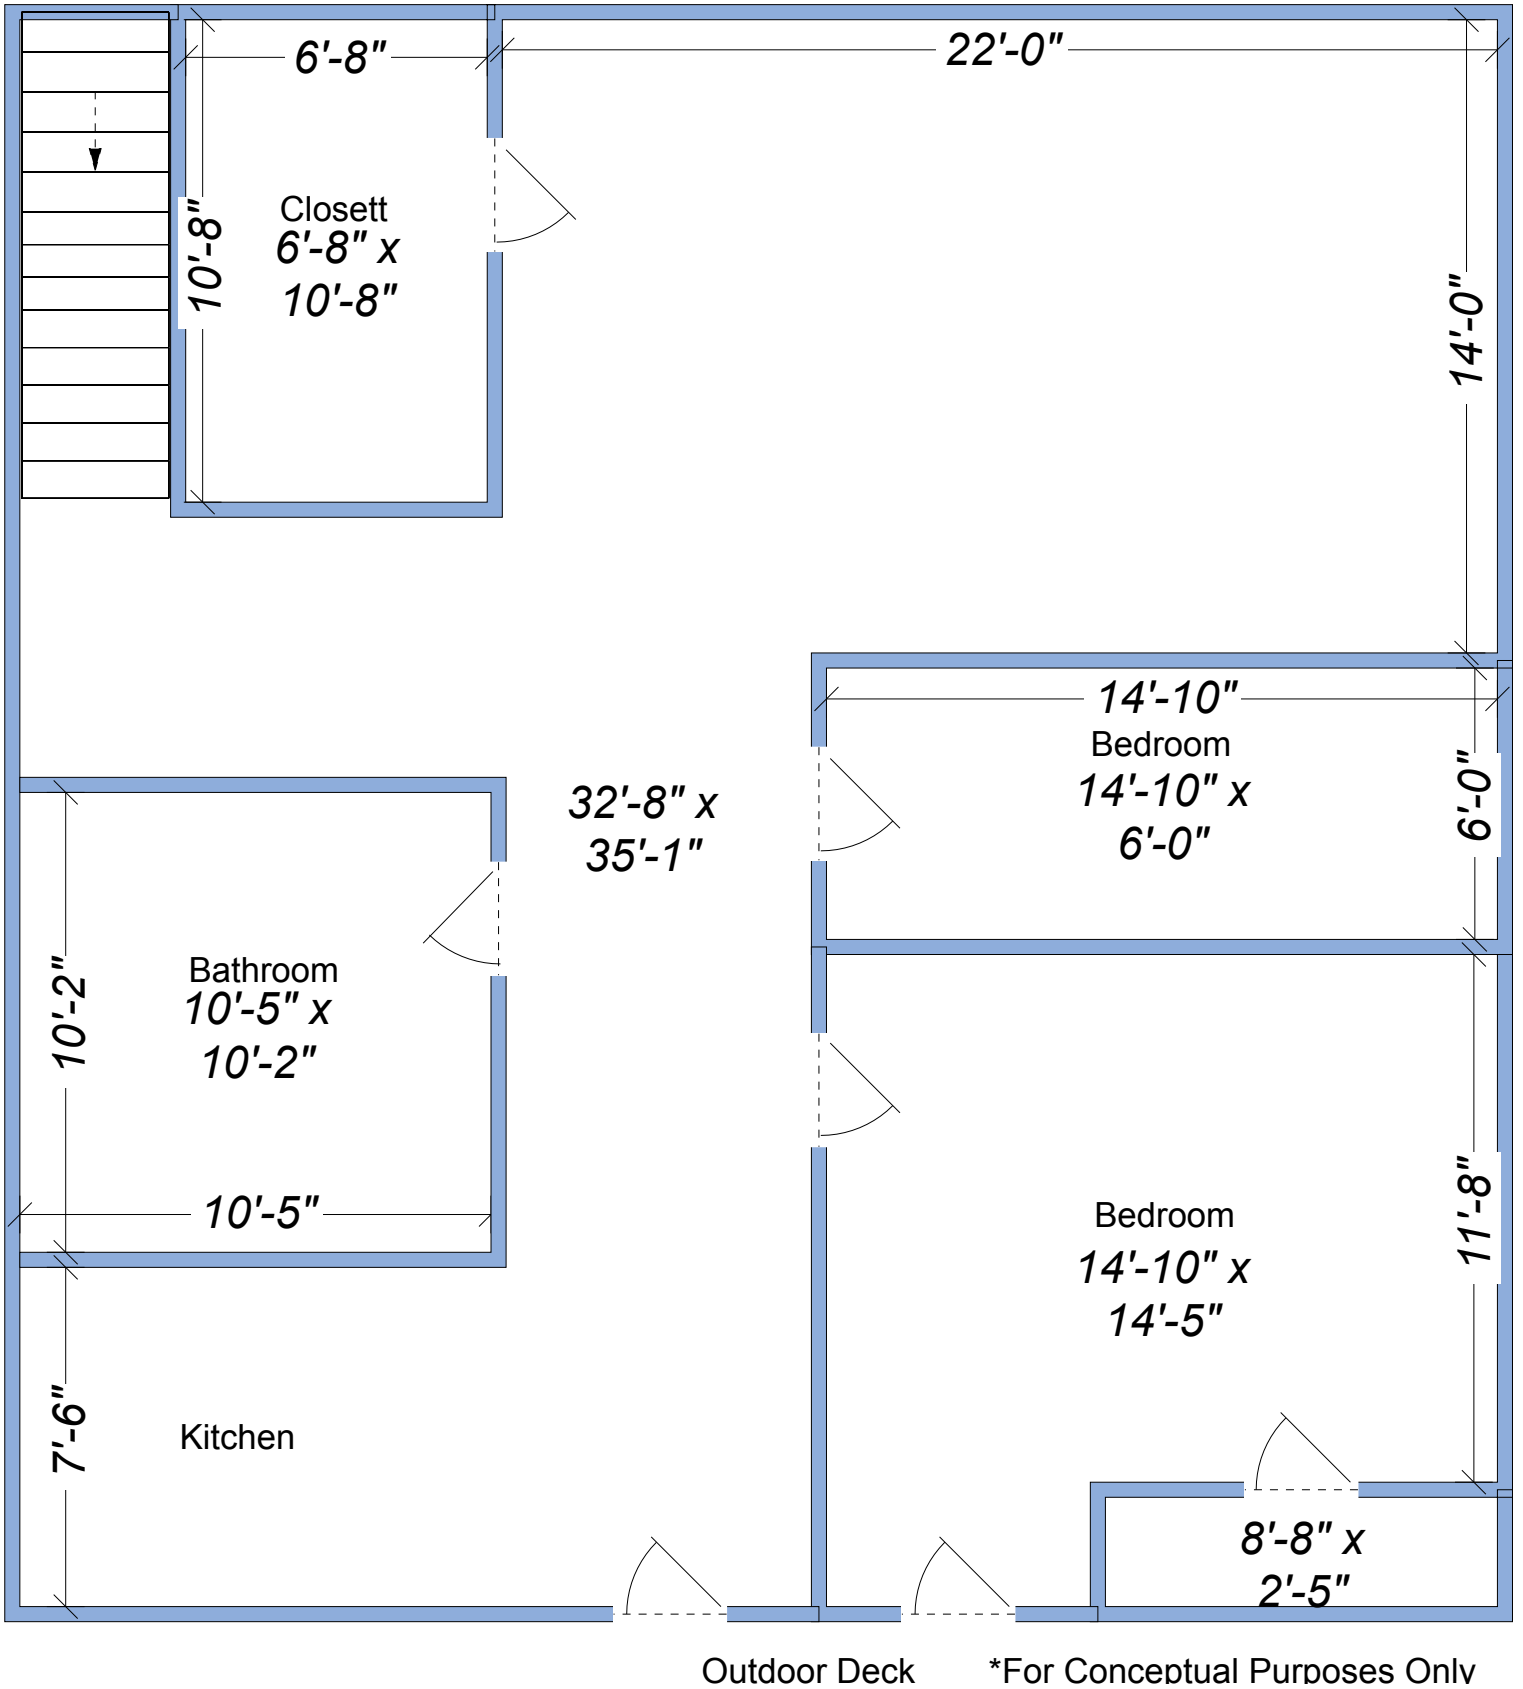 6'-8"
22'-0"
Closett
6'-8" x
10'-8"
10'-8"
14'-0"
14'-10"
Bedroom
14'-10" x
6'-0"
6'-0"
32'-8" x
35'-1"
Bathroom
10'-5" x
10'-2"
10'-2"
10'-5"
11'-8"
Bedroom
14'-10" x
14'-5"
7'-6"
Kitchen
8'-8" x
2'-5"
Outdoor Deck
*For Conceptual Purposes Only